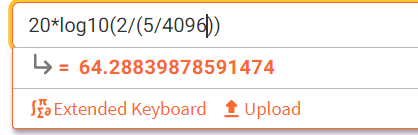 20*log10(2/(5/4096))
= 64.28839878591474
∫Σ∂π Extended Keyboard Upload